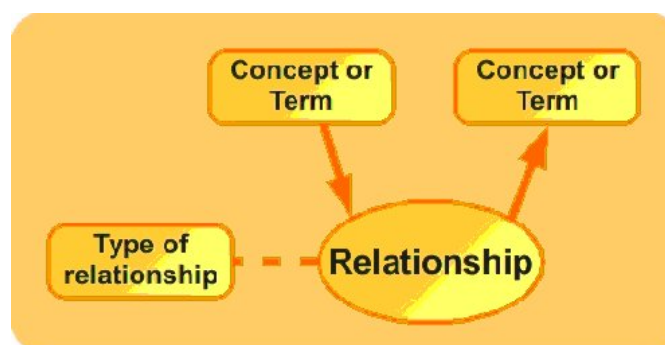 Concept or
Term
Concept or
Term
Type of
relationship
Relationship